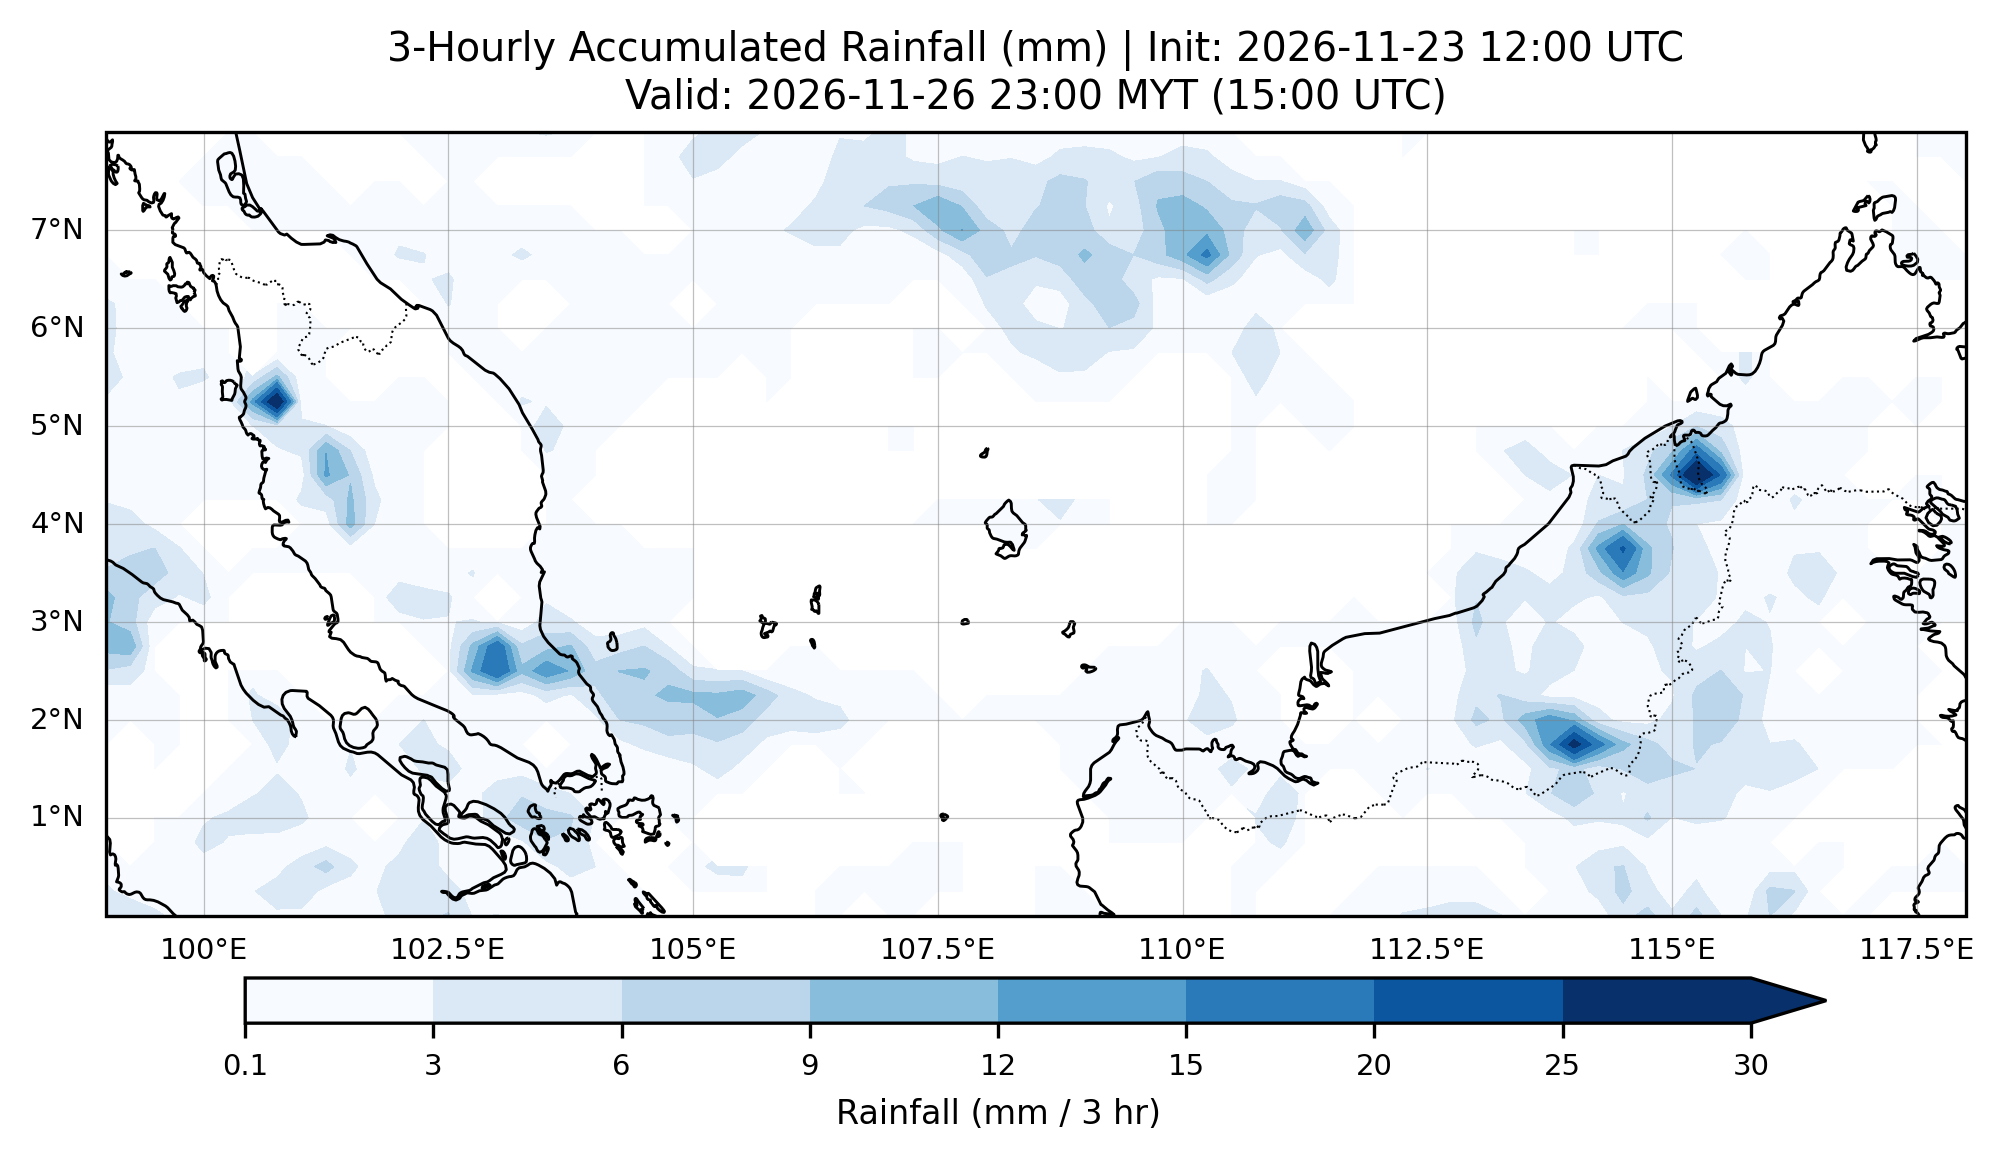 3-Hourly Accumulated Rainfall (mm) | Init: 2026-11-23 12:00 UTC
Valid: 2026-11-26 23:00 MYT (15:00 UTC)
7°N
6°N
5°N
4°N
3°N
2°N
1°N
100°E 102.5°E 105°E 107.5°E 110°E 112.5°E 115°E 117.5°E
0.1 3 6 9 12 15 20 25 30
Rainfall (mm / 3 hr)